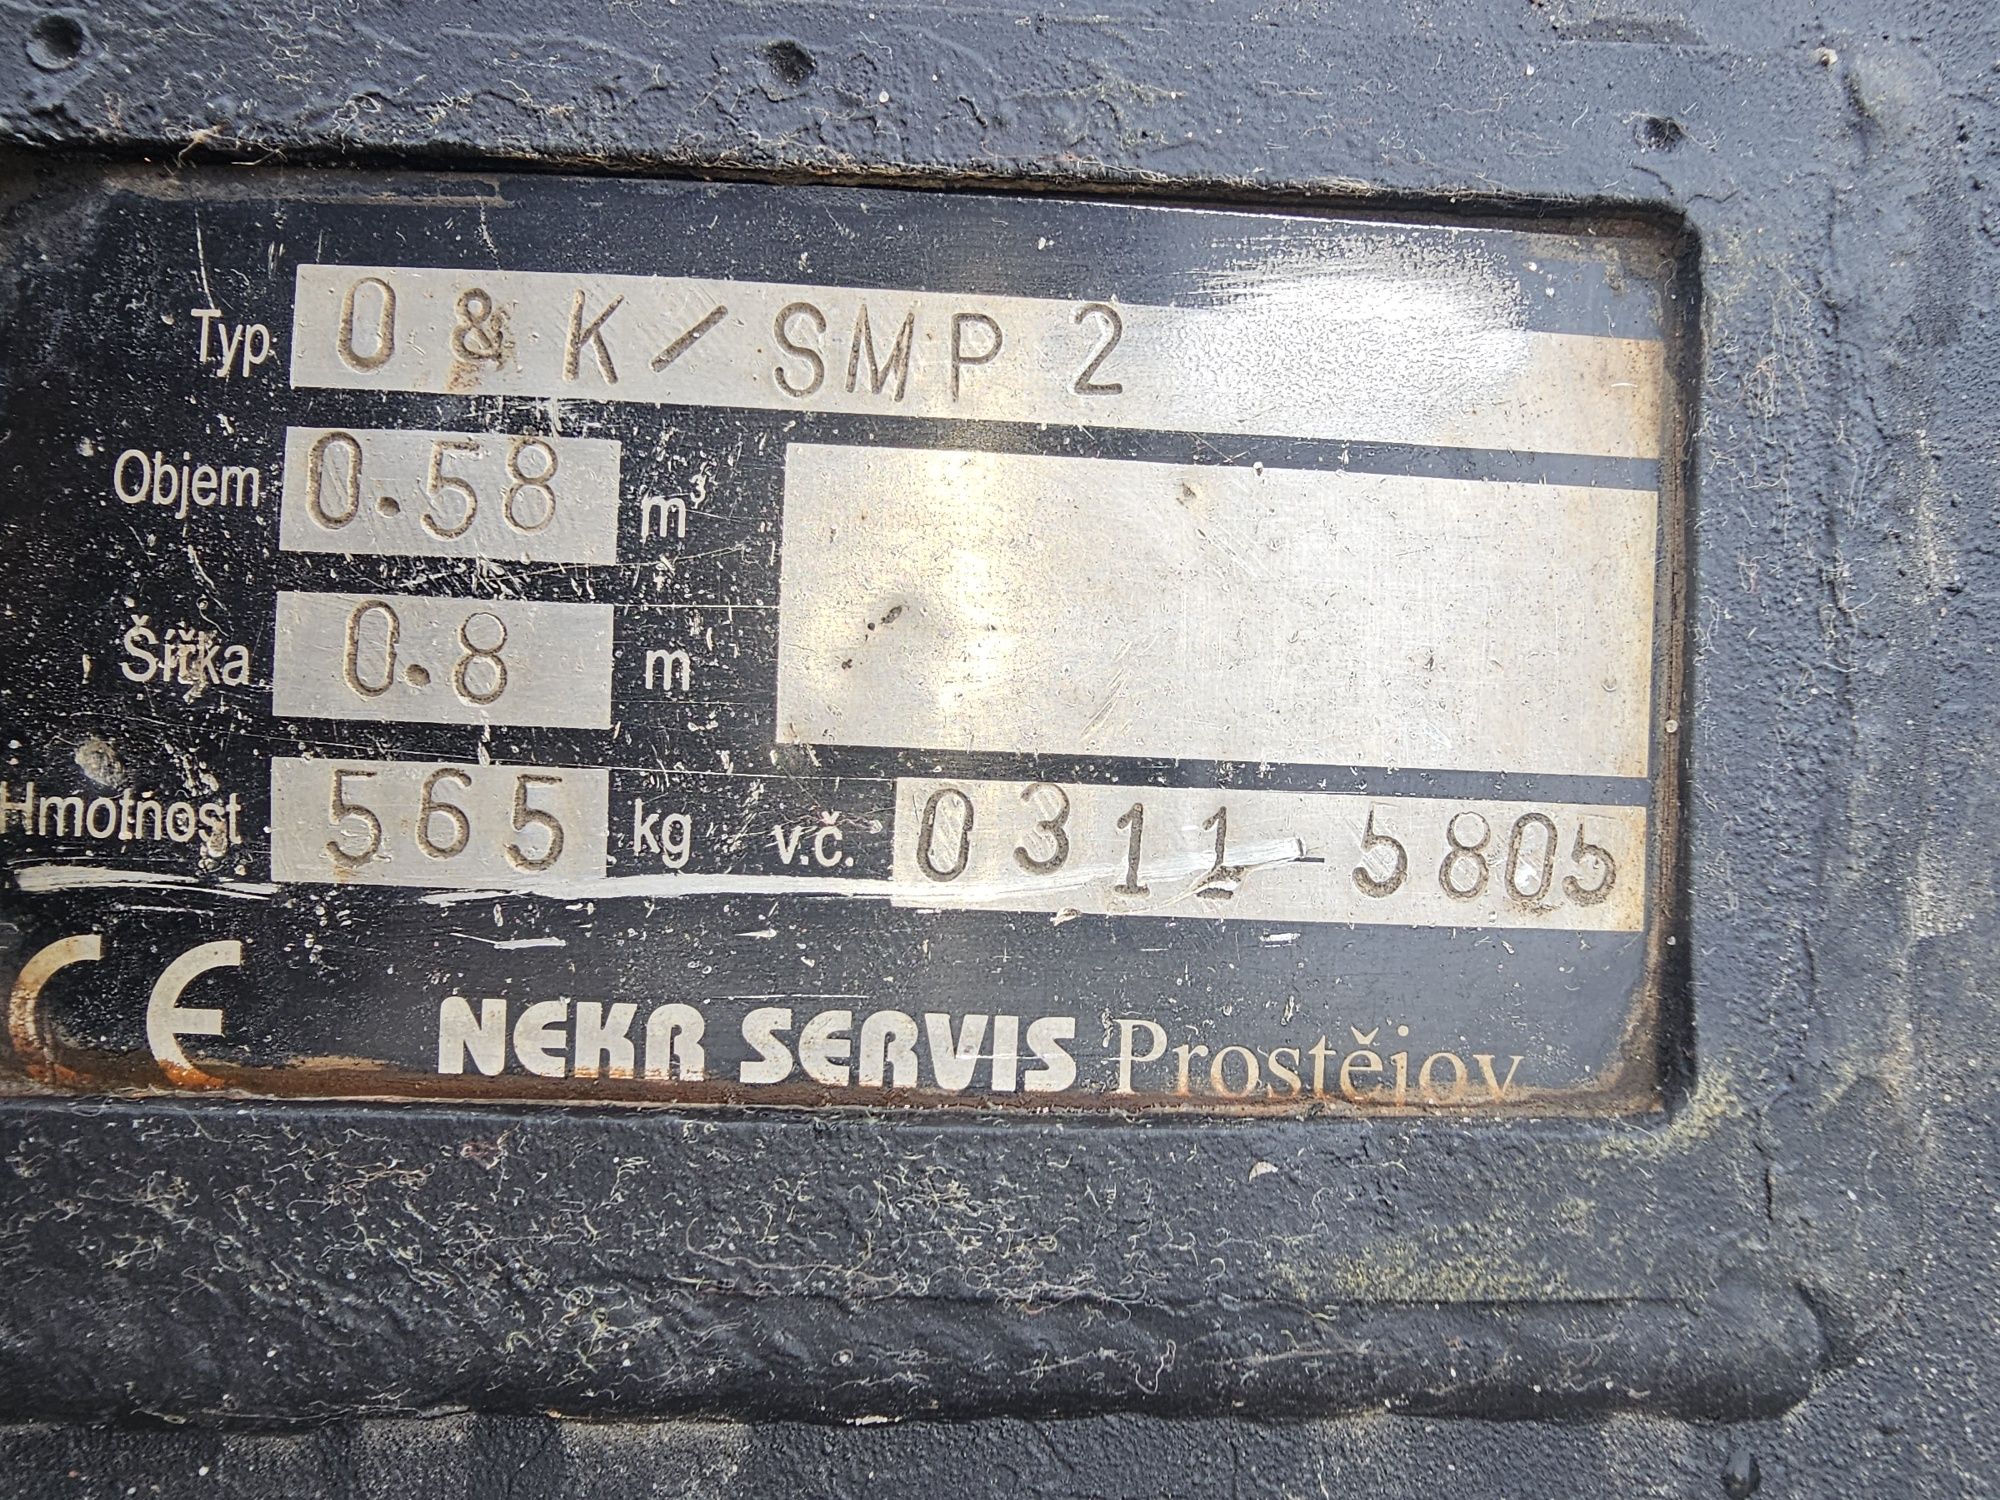 Typ O & K / SMP 2
Objem 0.58 m³
Šířka 0.8 m
Hmotnost 565 kg v.č. 0311-5805
CE NEKR SERVIS Prostějov